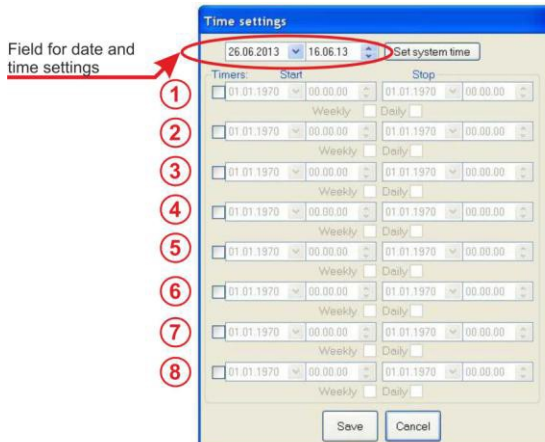 Time settings
Field for date and
time settings
26.06.2013 16.06.13 Set system time
Timers: Start Stop
1 01.01.1970 00.00.00 01.01.1970 00.00.00
Weekly Daily
2 01.01.1970 00.00.00 01.01.1970 00.00.00
Weekly Daily
3 01.01.1970 00.00.00 01.01.1970 00.00.00
Weekly Daily
4 01.01.1970 00.00.00 01.01.1970 00.00.00
Weekly Daily
5 01.01.1970 00.00.00 01.01.1970 00.00.00
Weekly Daily
6 01.01.1970 00.00.00 01.01.1970 00.00.00
Weekly Daily
7 01.01.1970 00.00.00 01.01.1970 00.00.00
Weekly Daily
8 01.01.1970 00.00.00 01.01.1970 00.00.00
Weekly Daily
Save Cancel